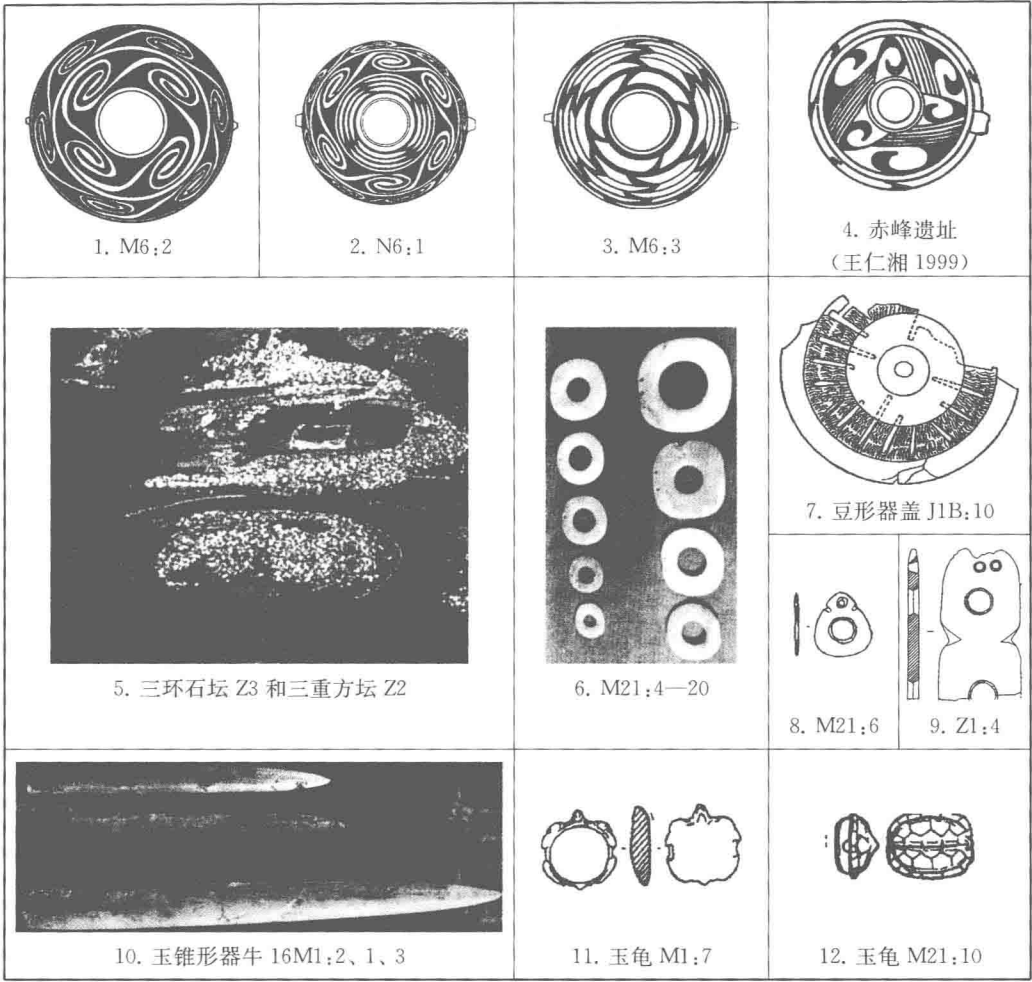 1. M6:2
2. N6:1
3. M6:3
4. 赤峰遗址
（王仁湘 1999）
5. 三环石坛 Z3 和三重方坛 Z2
6. M21:4—20
7. 豆形器盖 J1B:10
8. M21:6
9. Z1:4
10. 玉锥形器牛 16M1:2、1、3
11. 玉龟 M1:7
12. 玉龟 M21:10